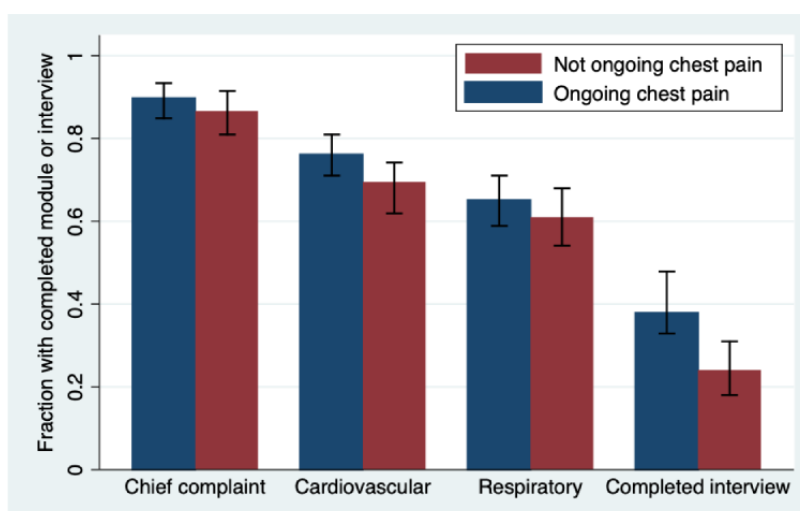 Fraction with completed module or interview
1
0.8
0.6
0.4
0.2
0
Not ongoing chest pain
Ongoing chest pain
Chief complaint
Cardiovascular
Respiratory
Completed interview